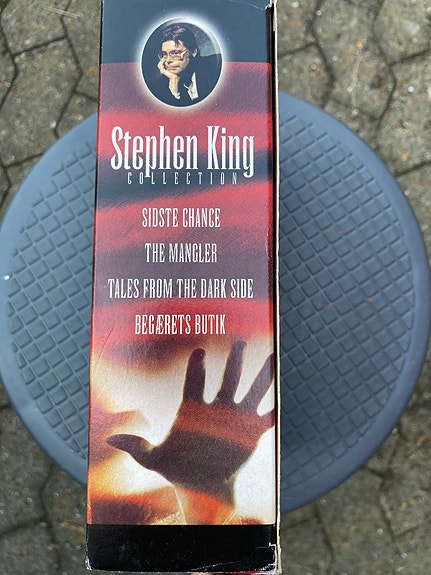 Stephen King
COLLECTION
SIDSTE CHANCE
THE MANGLER
TALES FROM THE DARK SIDE
BEGÆRETS BUTIK